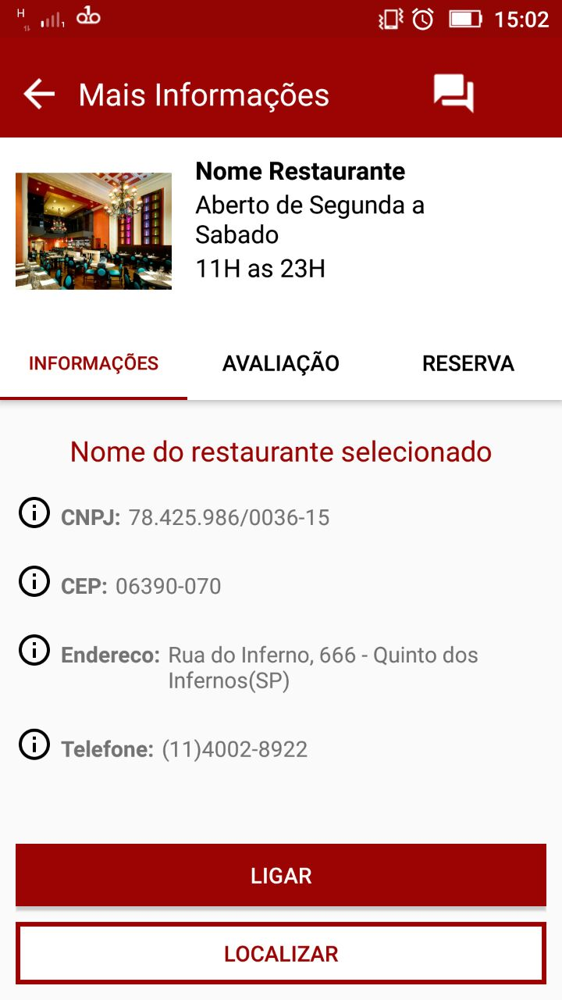 H
1
15:02
Mais Informações
Nome Restaurante
Aberto de Segunda a
Sabado
11H as 23H
INFORMAÇÕES
AVALIAÇÃO
RESERVA
Nome do restaurante selecionado
CNPJ: 78.425.986/0036-15
CEP: 06390-070
Endereco: Rua do Inferno, 666 - Quinto dos
Infernos(SP)
Telefone: (11)4002-8922
LIGAR
LOCALIZAR